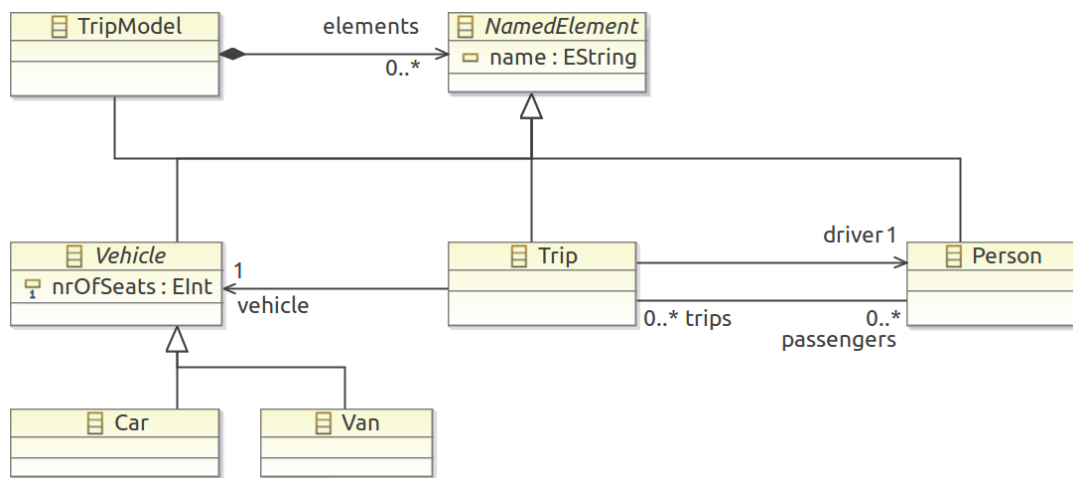 TripModel
elements
0..*
NamedElement
name : EString
Vehicle
1 nrOfSeats : EInt
1
vehicle
Trip
driver1
Person
0..* trips
0..*
passengers
Car
Van